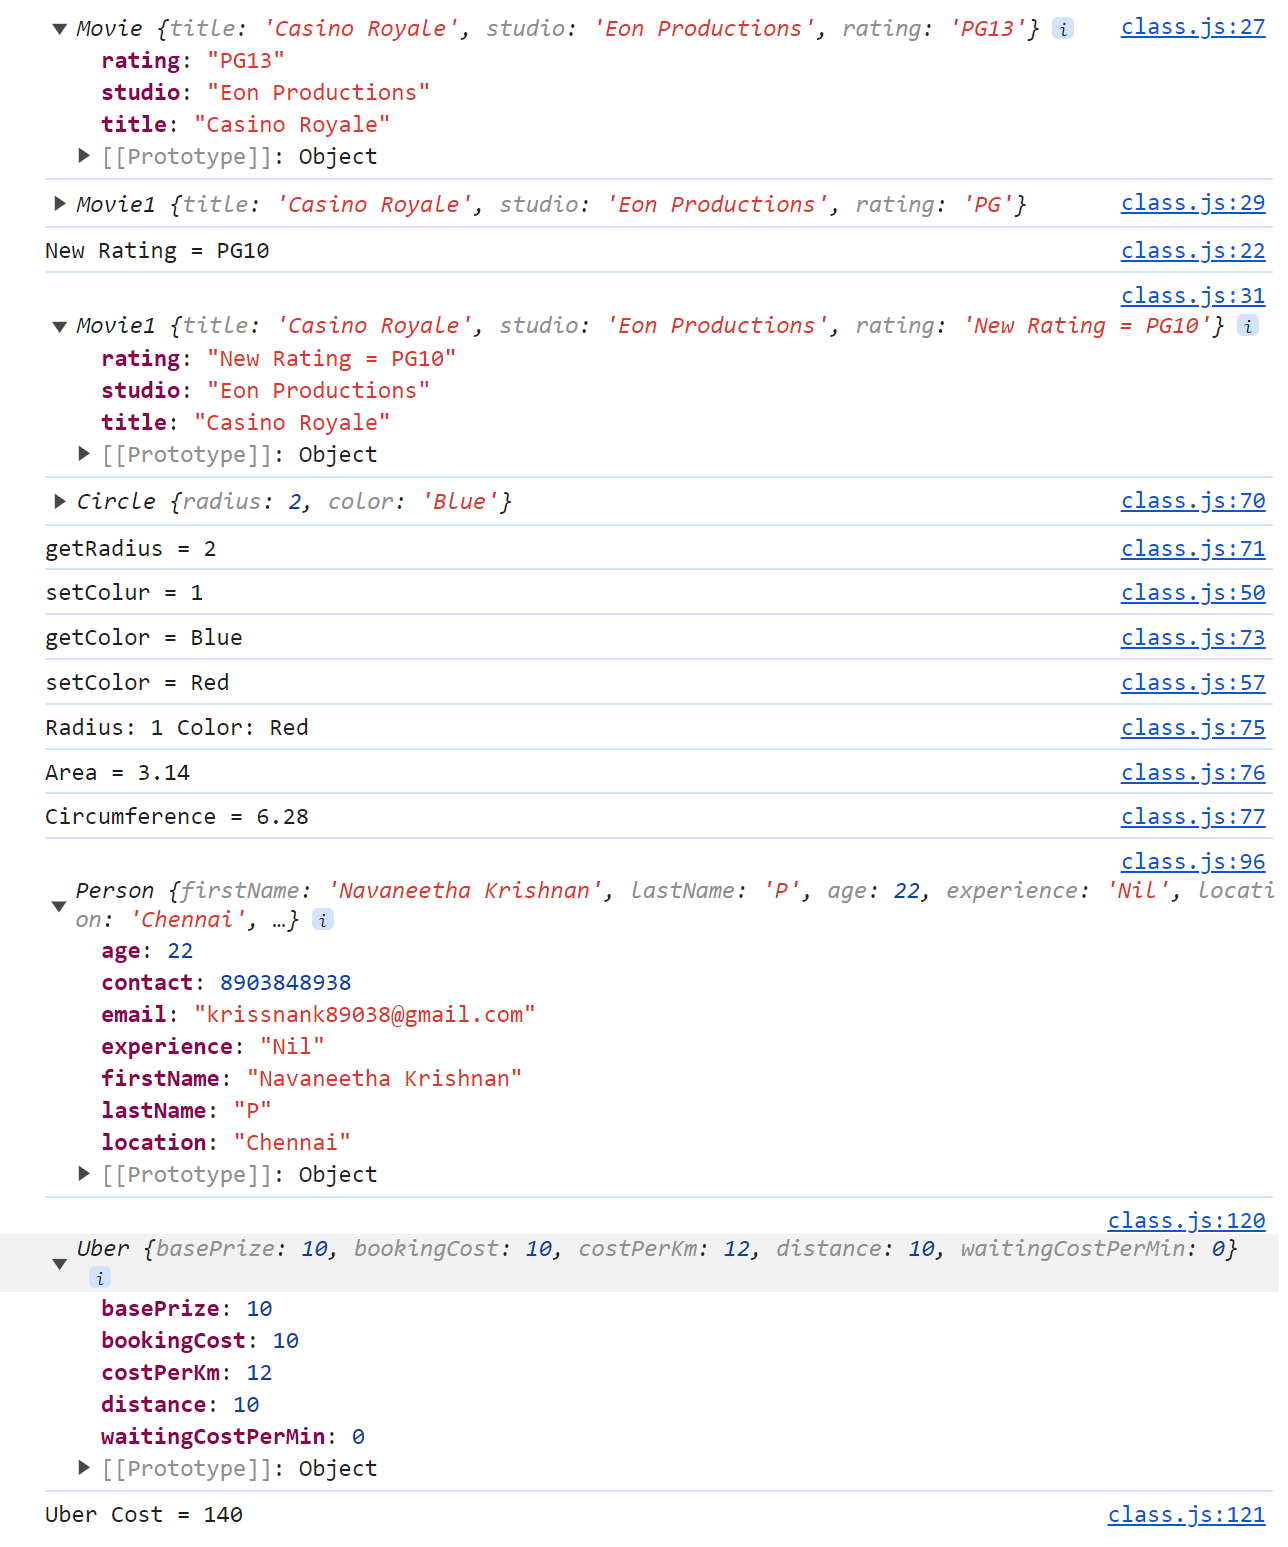 Movie {title: 'Casino Royale', studio: 'Eon Productions', rating: 'PG13'} i class.js:27
rating: "PG13"
studio: "Eon Productions"
title: "Casino Royale"
[[Prototype]]: Object
Movie1 {title: 'Casino Royale', studio: 'Eon Productions', rating: 'PG'} class.js:29
New Rating = PG10 class.js:22
class.js:31
Movie1 {title: 'Casino Royale', studio: 'Eon Productions', rating: 'New Rating = PG10'} i
rating: "New Rating = PG10"
studio: "Eon Productions"
title: "Casino Royale"
[[Prototype]]: Object
Circle {radius: 2, color: 'Blue'} class.js:70
getRadius = 2 class.js:71
setColur = 1 class.js:50
getColor = Blue class.js:73
setColor = Red class.js:57
Radius: 1 Color: Red class.js:75
Area = 3.14 class.js:76
Circumference = 6.28 class.js:77
class.js:96
Person {firstName: 'Navaneetha Krishnan', lastName: 'P', age: 22, experience: 'Nil', locati
on: 'Chennai', …} i
age: 22
contact: 8903848938
email: "krissnank89038@gmail.com"
experience: "Nil"
firstName: "Navaneetha Krishnan"
lastName: "P"
location: "Chennai"
[[Prototype]]: Object
class.js:120
Uber {basePrize: 10, bookingCost: 10, costPerKm: 12, distance: 10, waitingCostPerMin: 0}
i
basePrize: 10
bookingCost: 10
costPerKm: 12
distance: 10
waitingCostPerMin: 0
[[Prototype]]: Object
Uber Cost = 140 class.js:121